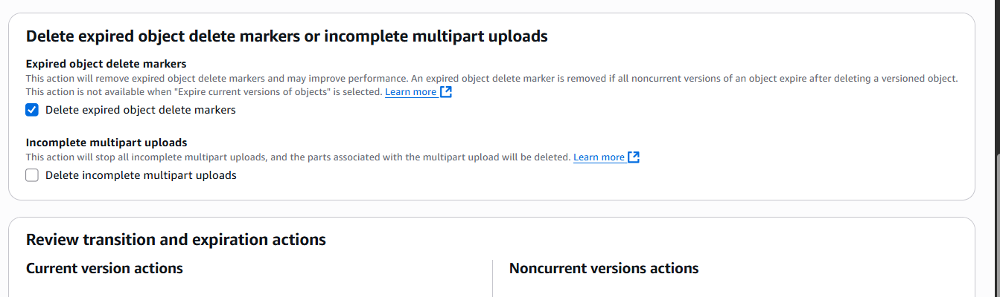 Delete expired object delete markers or incomplete multipart uploads
Expired object delete markers
This action will remove expired object delete markers and may improve performance. An expired object delete marker is removed if all noncurrent versions of an object expire after deleting a versioned object.
This action is not available when "Expire current versions of objects" is selected. Learn more
Delete expired object delete markers
Incomplete multipart uploads
This action will stop all incomplete multipart uploads, and the parts associated with the multipart upload will be deleted. Learn more
Delete incomplete multipart uploads
Review transition and expiration actions
Current version actions
Noncurrent versions actions